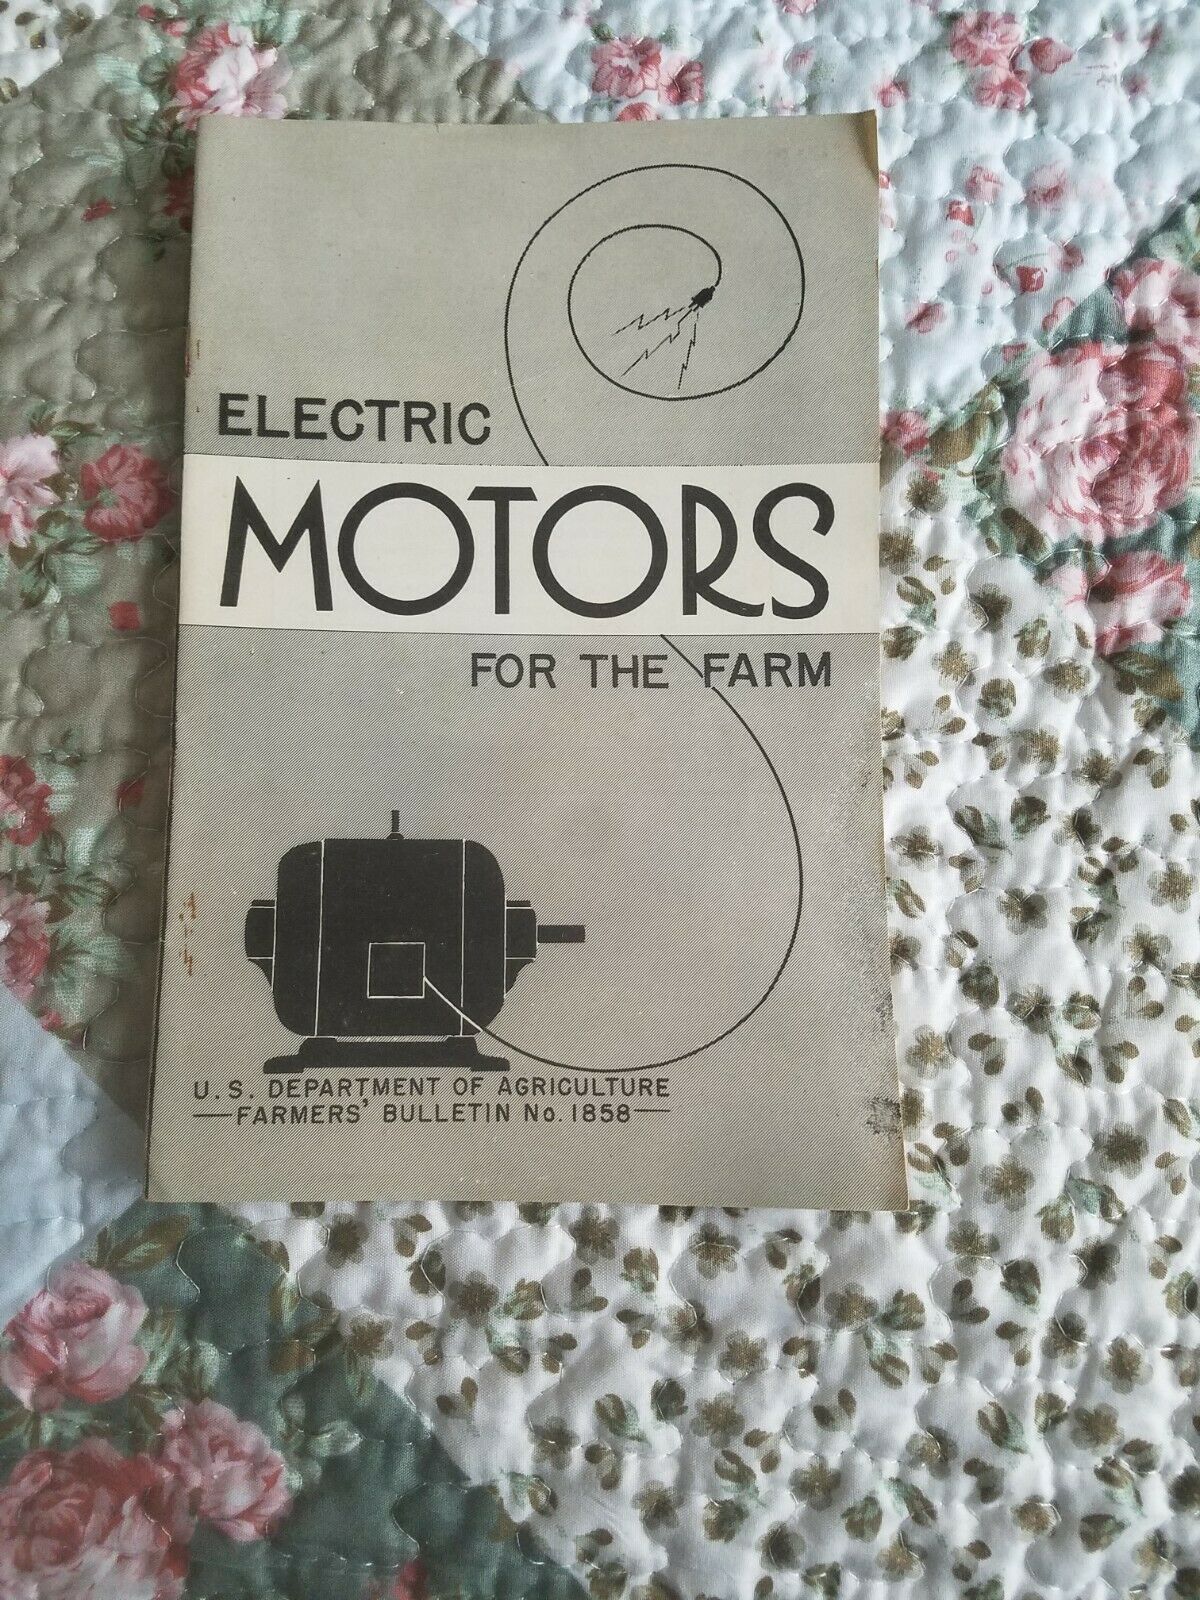 ELECTRIC
MOTORS
FOR THE FARM
U. S. DEPARTMENT OF AGRICULTURE
—FARMERS' BULLETIN No. 1858—